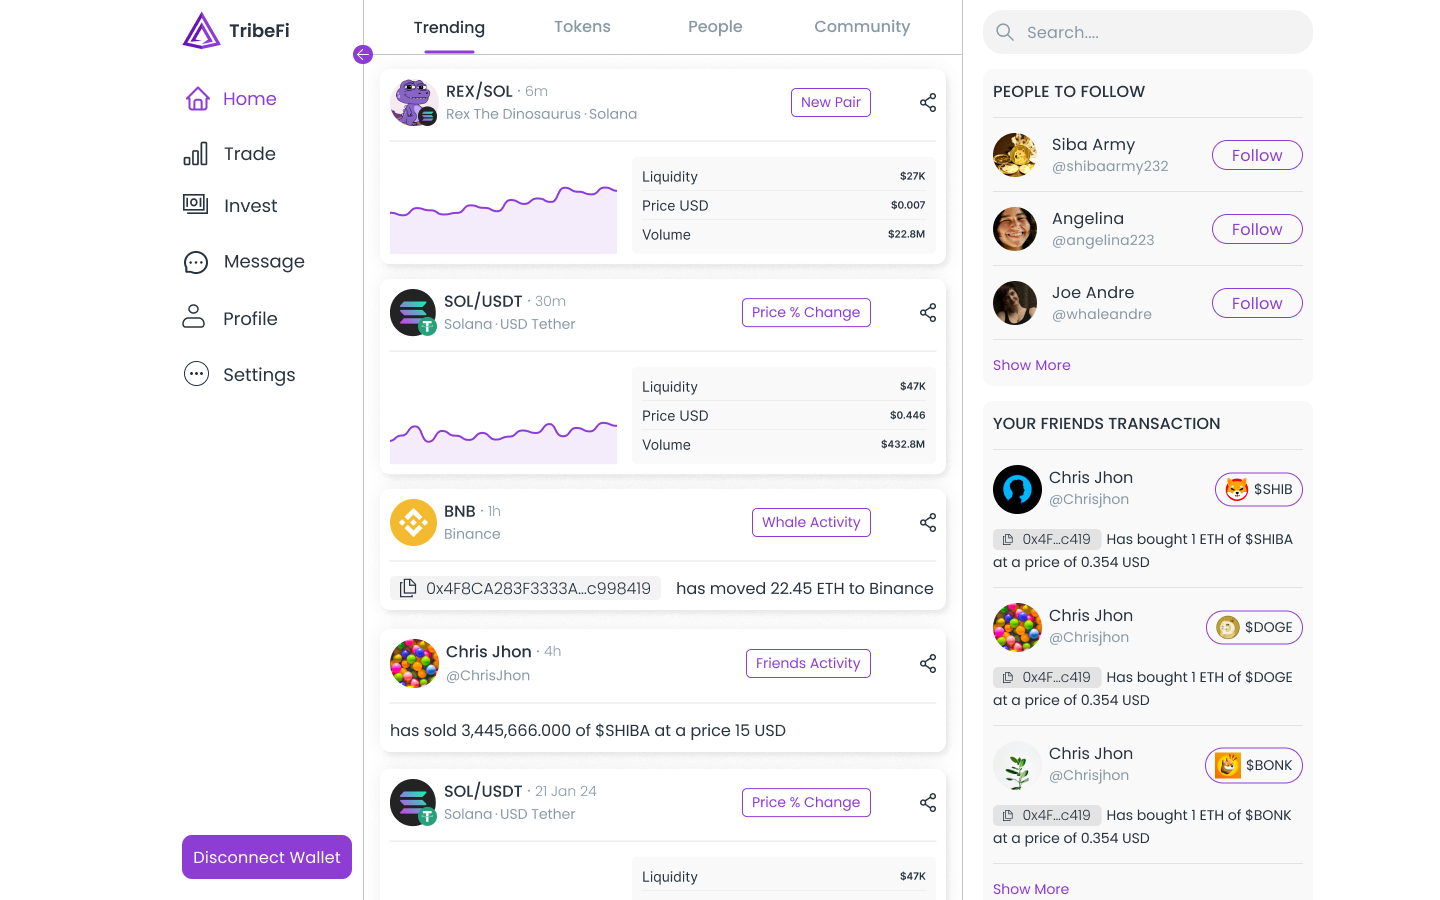 TribeFi
Home
Trade
Invest
Message
Profile
Settings
Disconnect Wallet
Trending
Tokens
People
Community
REX/SOL · 6m
Rex The Dinosaurus · Solana
New Pair
Liquidity $27K
Price USD $0.007
Volume $22.8M
SOL/USDT · 30m
Solana · USD Tether
Price % Change
Liquidity $47K
Price USD $0.446
Volume $432.8M
BNB · 1h
Binance
Whale Activity
0x4F8CA283F3333A...c998419 has moved 22.45 ETH to Binance
Chris Jhon · 4h
@ChrisJhon
Friends Activity
has sold 3,445,666.000 of $SHIBA at a price 15 USD
SOL/USDT · 21 Jan 24
Solana · USD Tether
Price % Change
Liquidity $47K
Search....
PEOPLE TO FOLLOW
Siba Army
@shibaarmy232
Follow
Angelina
@angelina223
Follow
Joe Andre
@whaleandre
Follow
Show More
YOUR FRIENDS TRANSACTION
Chris Jhon
@Chrisjhon
$SHIB
0x4F...c419 Has bought 1 ETH of $SHIBA
at a price of 0.354 USD
Chris Jhon
@Chrisjhon
$DOGE
0x4F...c419 Has bought 1 ETH of $DOGE
at a price of 0.354 USD
Chris Jhon
@Chrisjhon
$BONK
0x4F...c419 Has bought 1 ETH of $BONK
at a price of 0.354 USD
Show More